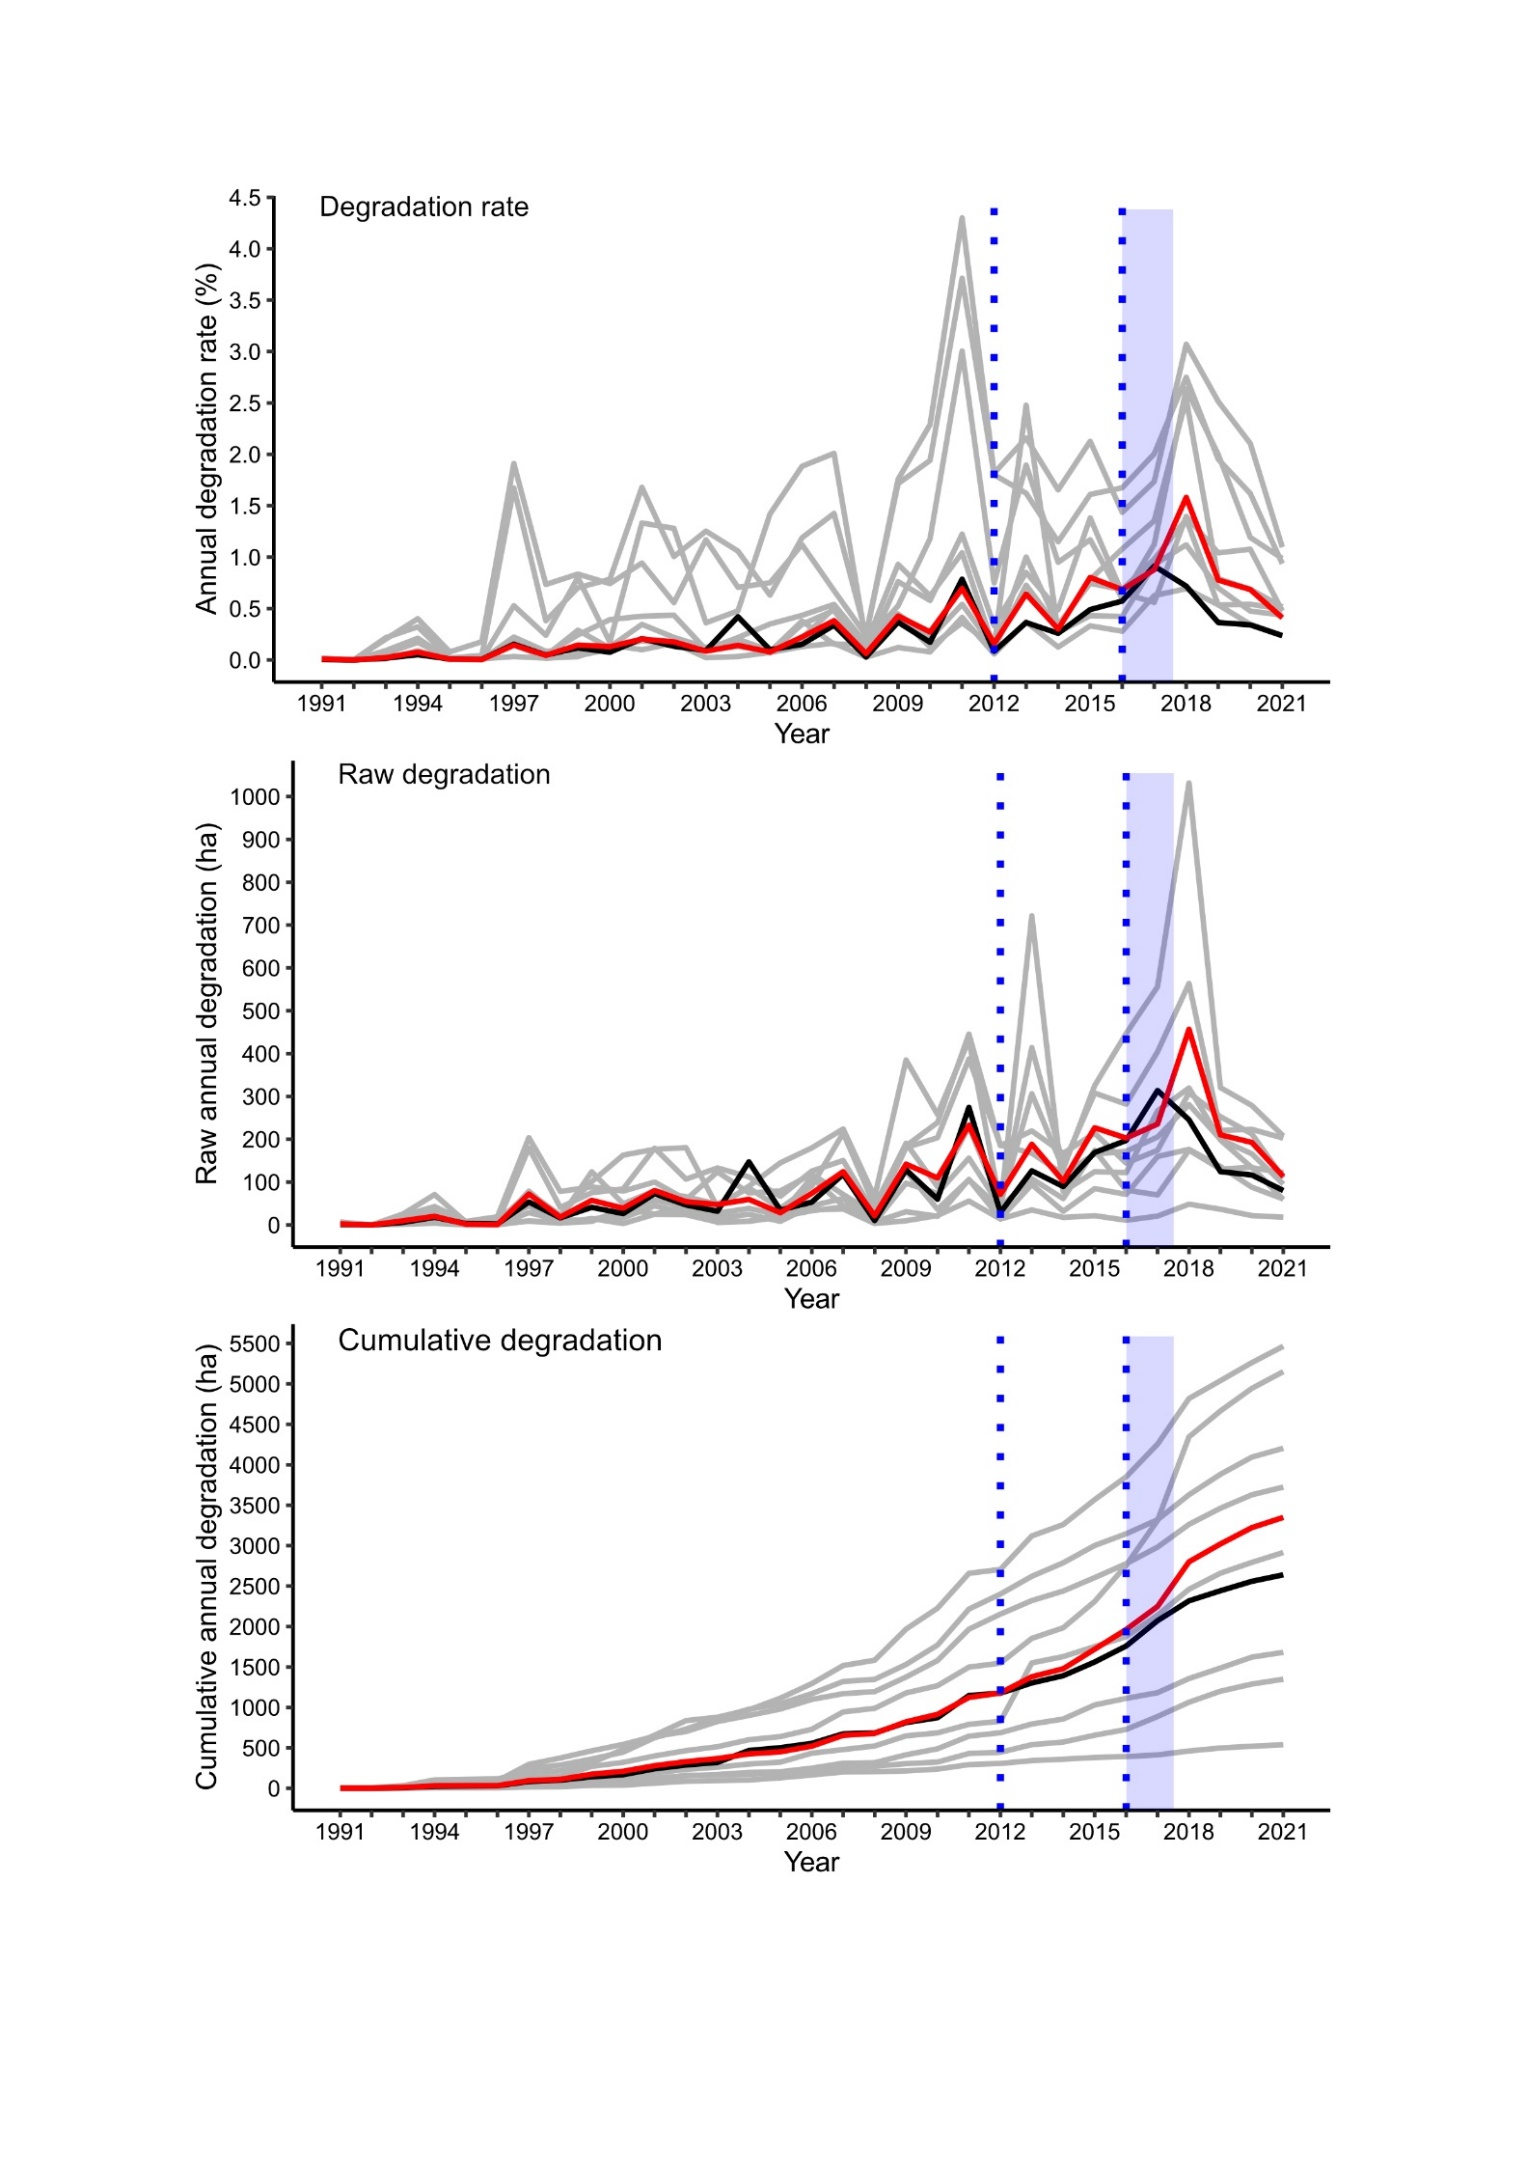 Degradation rate
Annual degradation rate (%)
4.5
4.0
3.5
3.0
2.5
2.0
1.5
1.0
0.5
0.0
1991 1994 1997 2000 2003 2006 2009 2012 2015 2018 2021
Year
Raw degradation
Raw annual degradation (ha)
1000
900
800
700
600
500
400
300
200
100
0
1991 1994 1997 2000 2003 2006 2009 2012 2015 2018 2021
Year
Cumulative degradation
Cumulative annual degradation (ha)
5500
5000
4500
4000
3500
3000
2500
2000
1500
1000
500
0
1991 1994 1997 2000 2003 2006 2009 2012 2015 2018 2021
Year